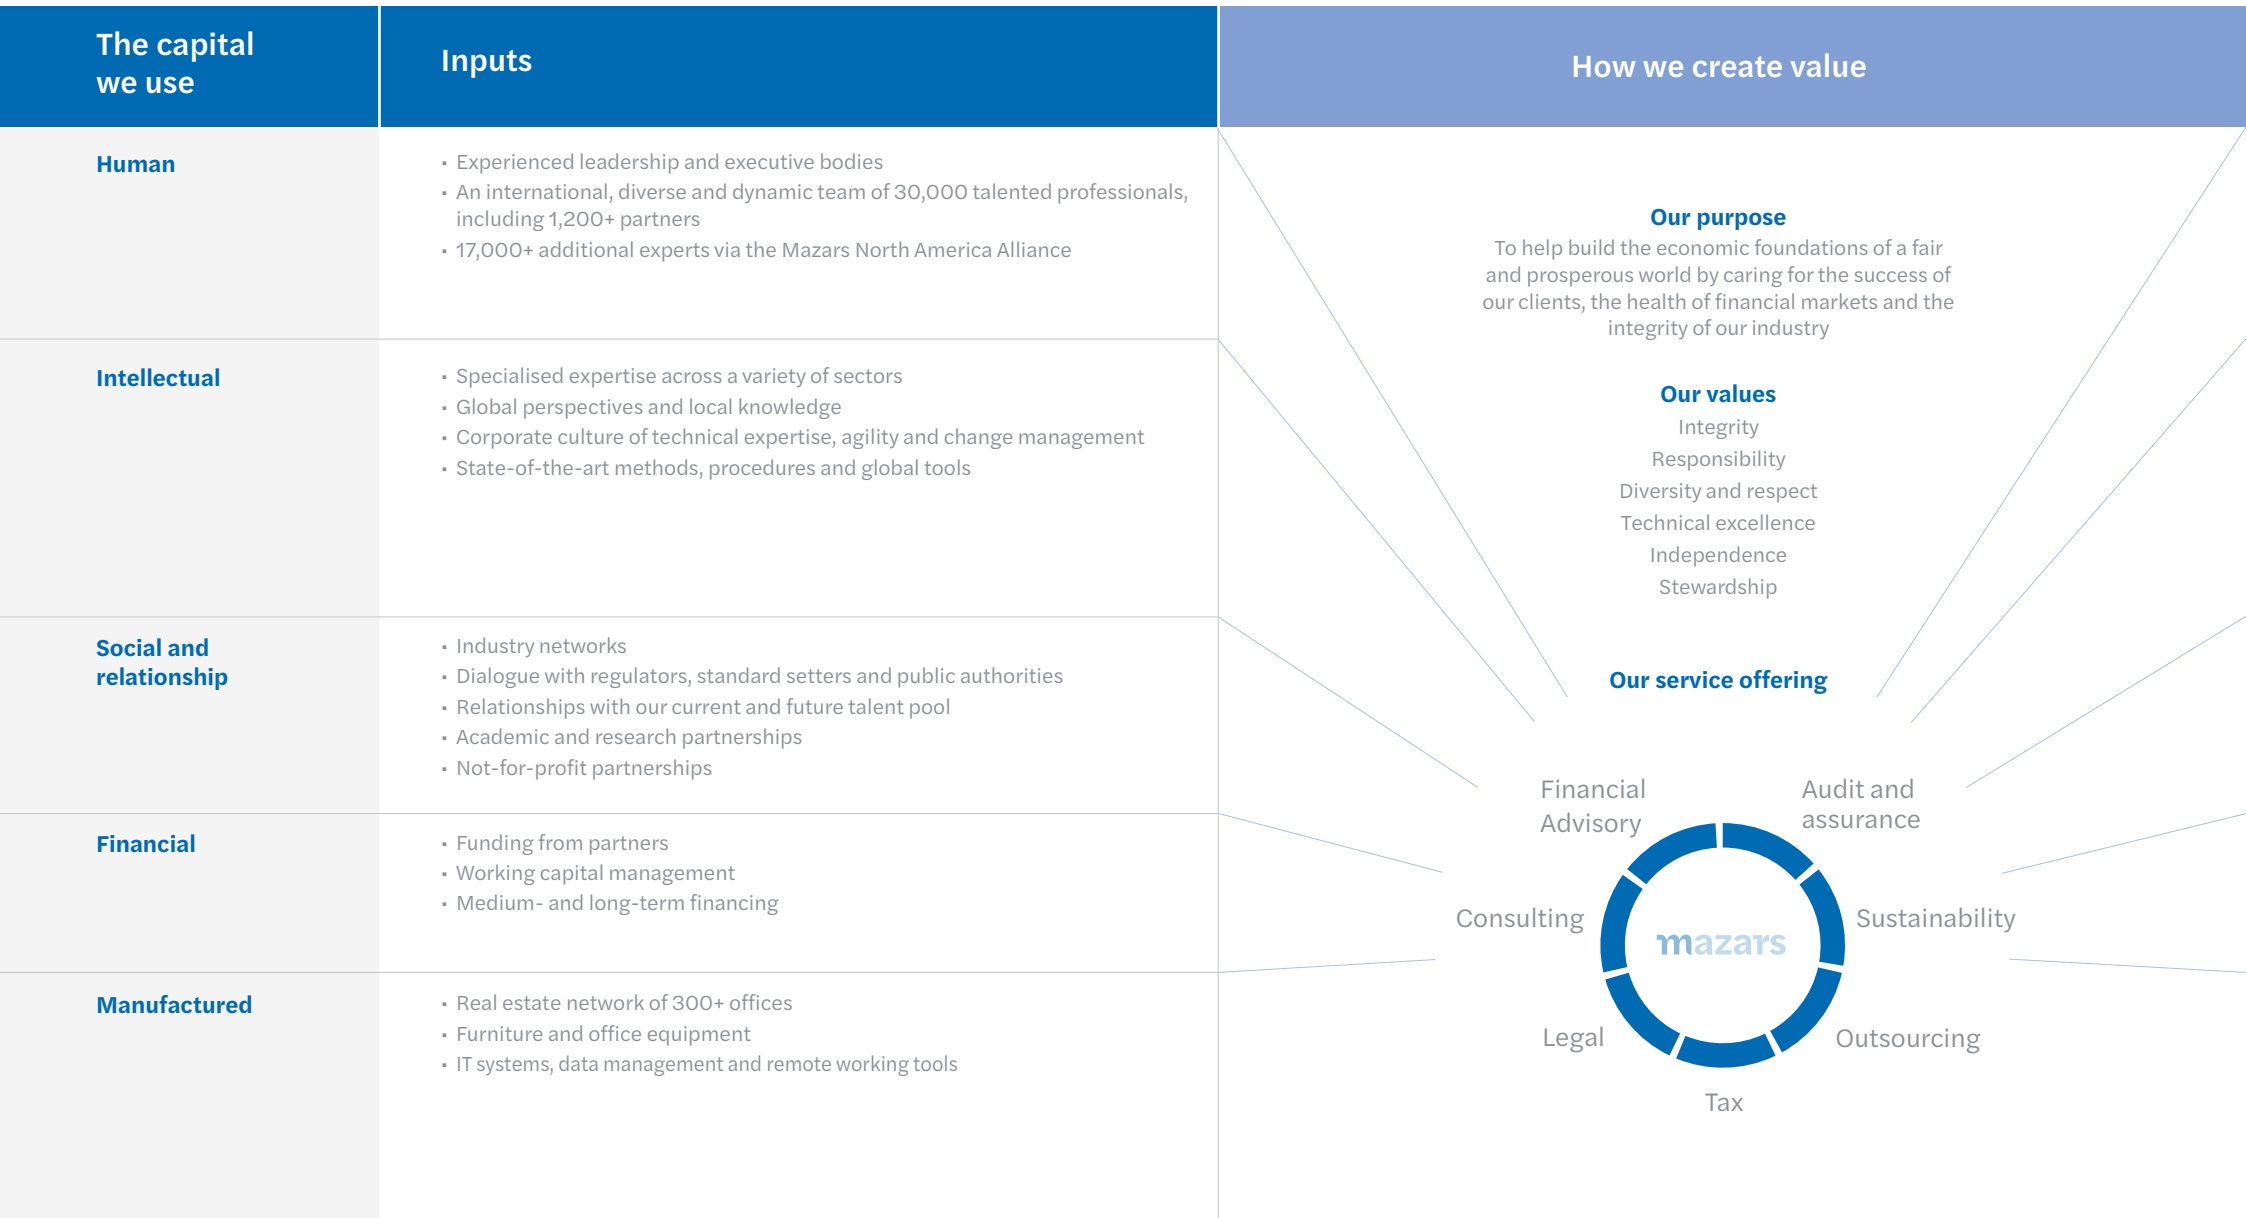 The capital
we use
Inputs
How we create value
Human
▪ Experienced leadership and executive bodies
▪ An international, diverse and dynamic team of 30,000 talented professionals,
including 1,200+ partners
▪ 17,000+ additional experts via the Mazars North America Alliance
Intellectual
▪ Specialised expertise across a variety of sectors
▪ Global perspectives and local knowledge
▪ Corporate culture of technical expertise, agility and change management
▪ State-of-the-art methods, procedures and global tools
Social and
relationship
▪ Industry networks
▪ Dialogue with regulators, standard setters and public authorities
▪ Relationships with our current and future talent pool
▪ Academic and research partnerships
▪ Not-for-profit partnerships
Financial
▪ Funding from partners
▪ Working capital management
▪ Medium- and long-term financing
Manufactured
▪ Real estate network of 300+ offices
▪ Furniture and office equipment
▪ IT systems, data management and remote working tools
Our purpose
To help build the economic foundations of a fair
and prosperous world by caring for the success of
our clients, the health of financial markets and the
integrity of our industry
Our values
Integrity
Responsibility
Diversity and respect
Technical excellence
Independence
Stewardship
Our service offering
Financial
Advisory
Audit and
assurance
Consulting
mazars
Sustainability
Legal
Outsourcing
Tax